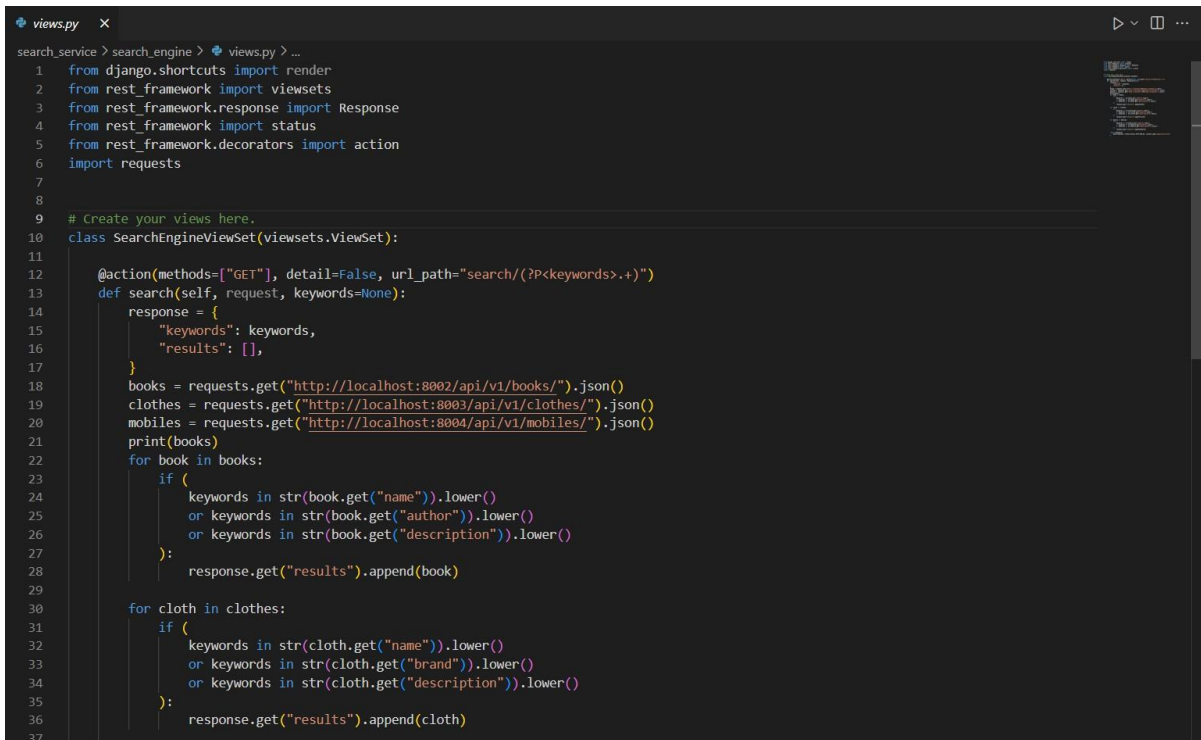 views.py ×
search_service > search_engine > views.py > ...
1 from django.shortcuts import render
2 from rest_framework import viewsets
3 from rest_framework.response import Response
4 from rest_framework import status
5 from rest_framework.decorators import action
6 import requests
7
8
9 # Create your views here.
10 class SearchEngineViewSet(viewsets.ViewSet):
11
12     @action(methods=["GET"], detail=False, url_path="search/(?P<keywords>.+)")
13     def search(self, request, keywords=None):
14         response = {
15             "keywords": keywords,
16             "results": [],
17         }
18         books = requests.get("http://localhost:8002/api/v1/books/").json()
19         clothes = requests.get("http://localhost:8003/api/v1/clothes/").json()
20         mobiles = requests.get("http://localhost:8004/api/v1/mobiles/").json()
21         print(books)
22         for book in books:
23             if (
24                 keywords in str(book.get("name")).lower()
25                 or keywords in str(book.get("author")).lower()
26                 or keywords in str(book.get("description")).lower()
27             ):
28                 response.get("results").append(book)
29
30         for cloth in clothes:
31             if (
32                 keywords in str(cloth.get("name")).lower()
33                 or keywords in str(cloth.get("brand")).lower()
34                 or keywords in str(cloth.get("description")).lower()
35             ):
36                 response.get("results").append(cloth)
37